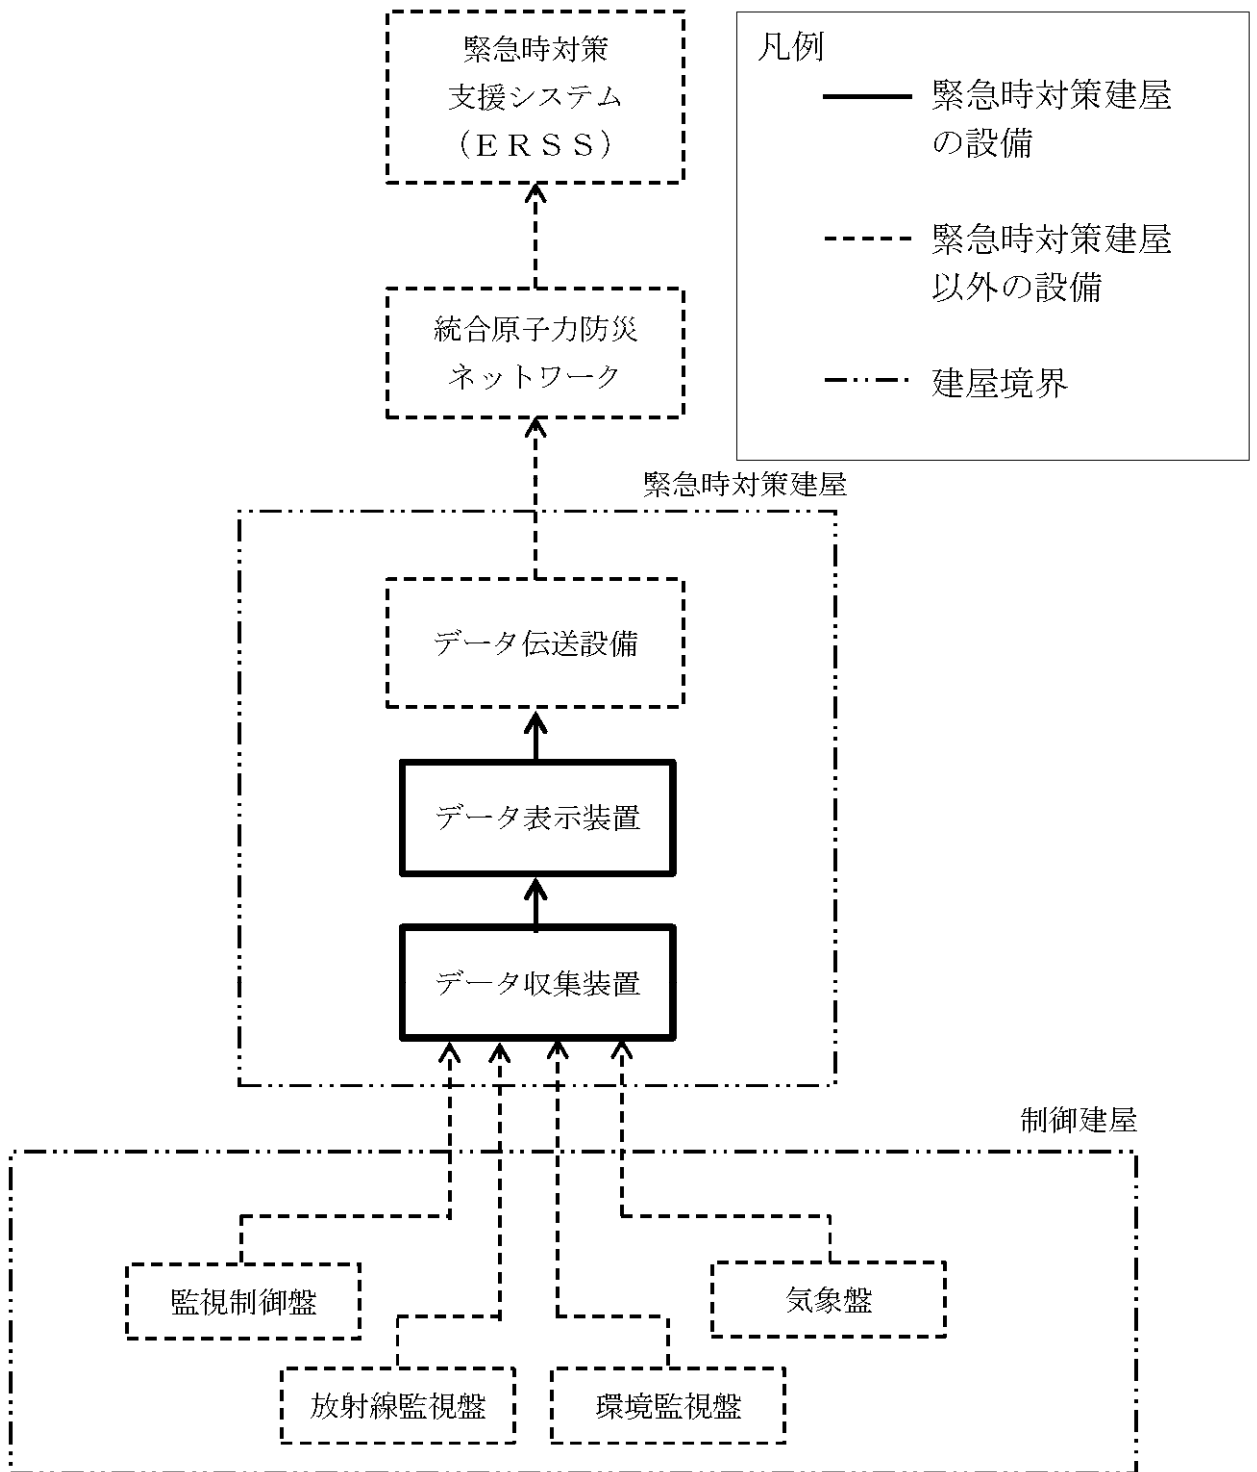 緊急時対策
支援システム
(ＥＲＳＳ)
統合原子力防災
ネットワーク
凡例
緊急時対策建屋
の設備
緊急時対策建屋
以外の設備
建屋境界
緊急時対策建屋
データ伝送設備
データ表示装置
データ収集装置
制御建屋
監視制御盤
気象盤
放射線監視盤
環境監視盤